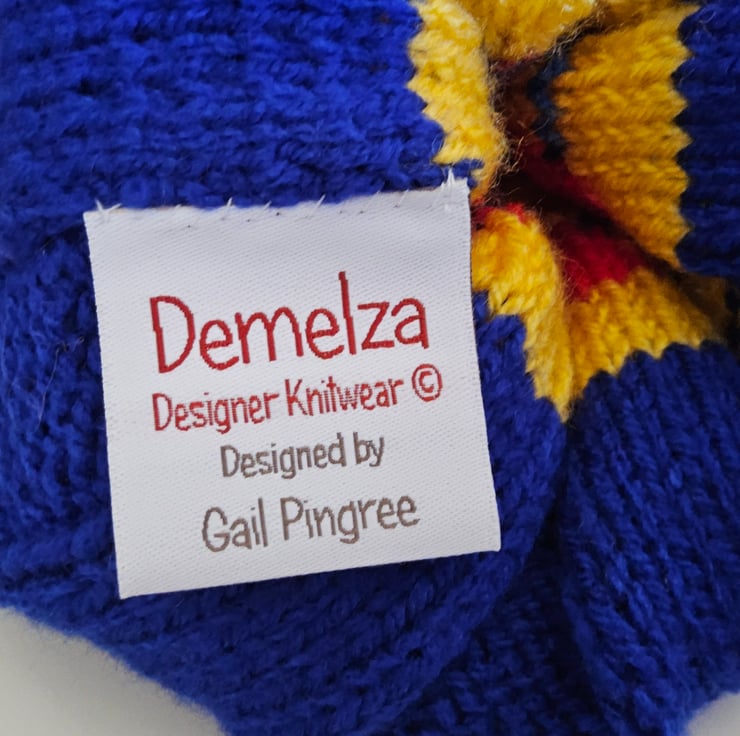 Demelza
Designer Knitwear ©
Designed by
Gail Pingree